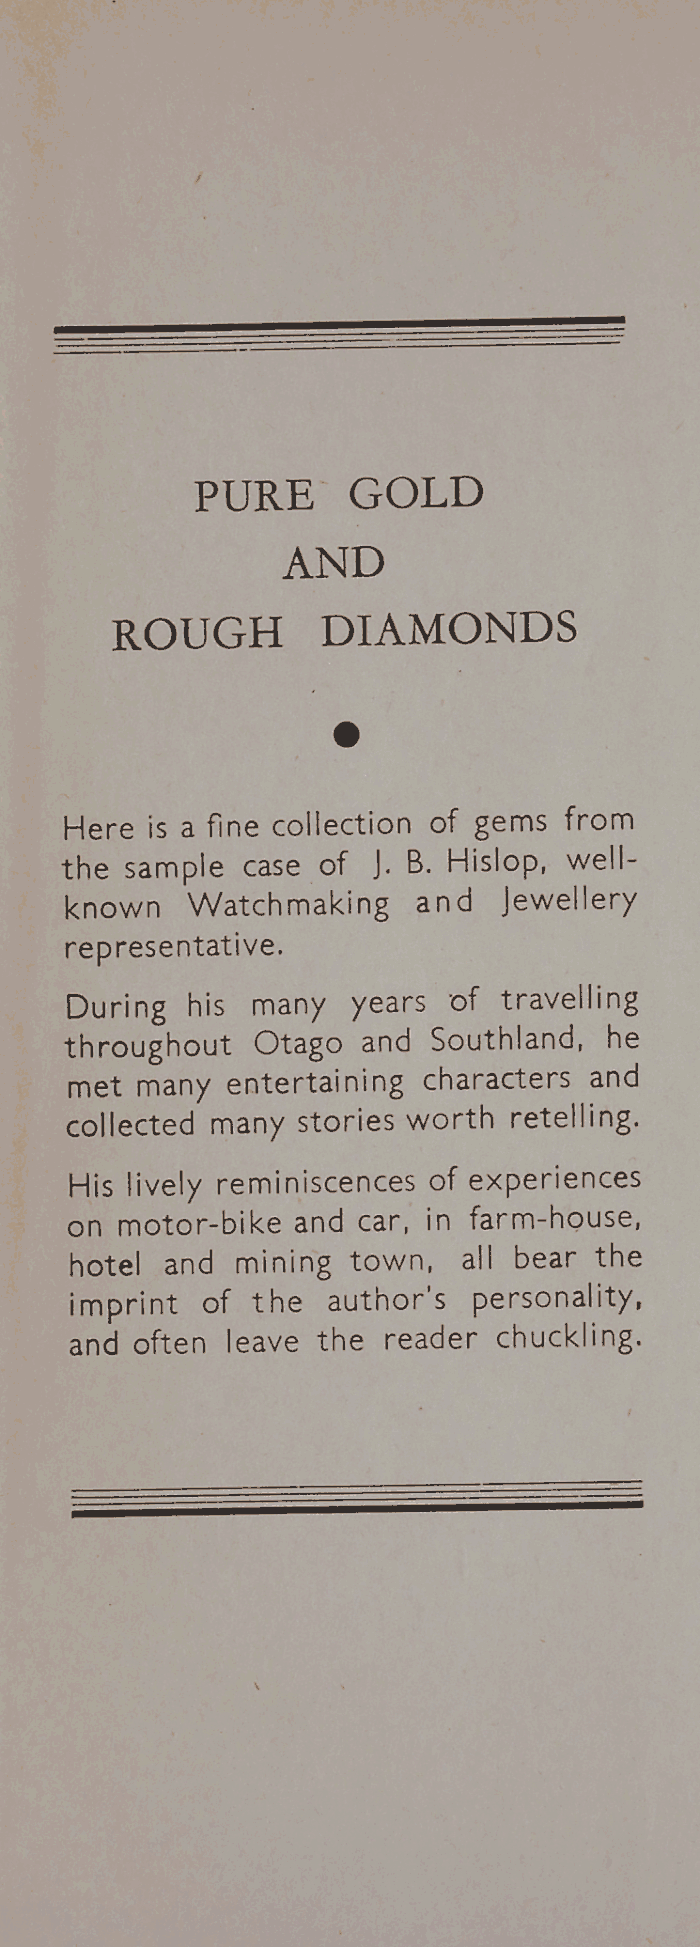 PURE GOLD
AND
ROUGH DIAMONDS
Here is a fine collection of gems from
the sample case of J. B. Hislop, well-
known Watchmaking and Jewellery
representative.
During his many years of travelling
throughout Otago and Southland, he
met many entertaining characters and
collected many stories worth retelling.
His lively reminiscences of experiences
on motor-bike and car, in farm-house,
hotel and mining town, all bear the
imprint of the author's personality,
and often leave the reader chuckling.